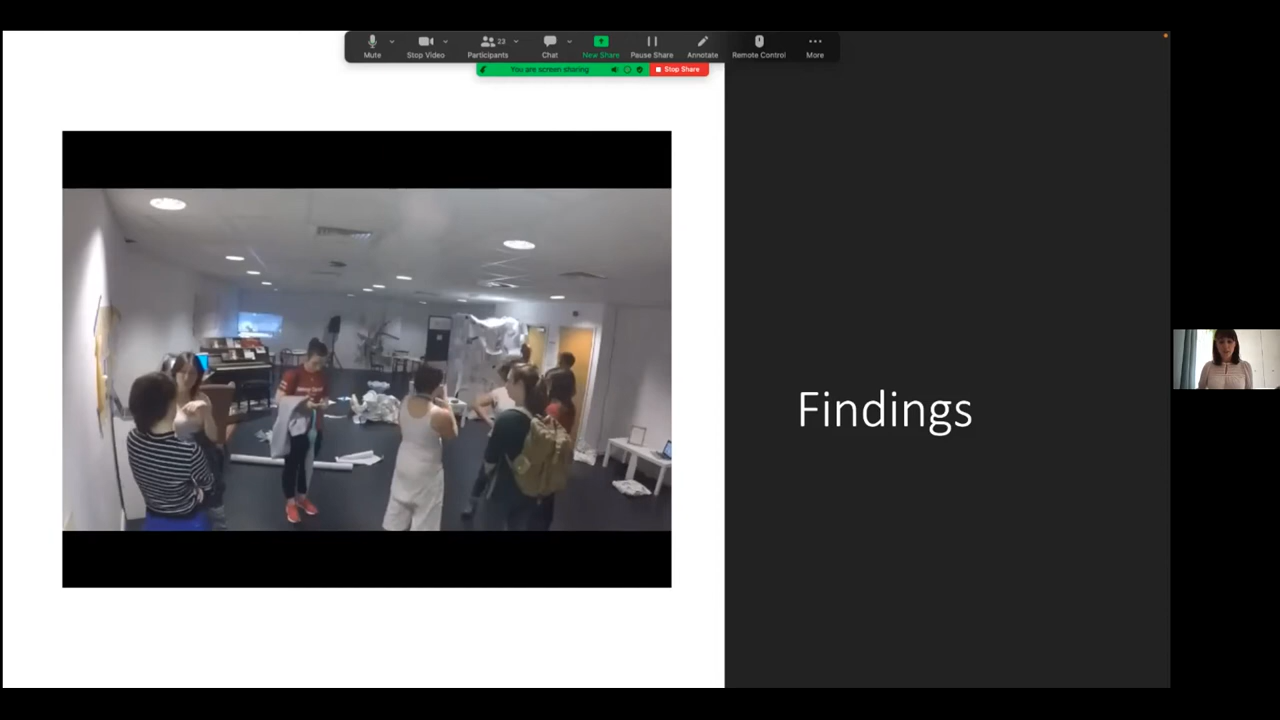 23
Mute
Stop Video
Participants
Chat
New Share
Pause Share
Annotate
Remote Control
More
You are screen sharing
Stop Share
Findings